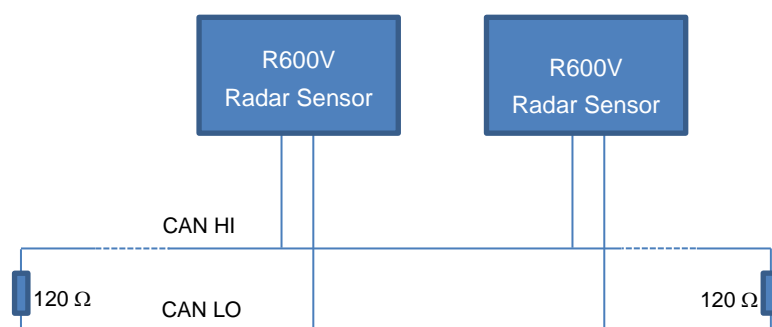 R600V
Radar Sensor
R600V
Radar Sensor
CAN HI
120 Ω
CAN LO
120 Ω